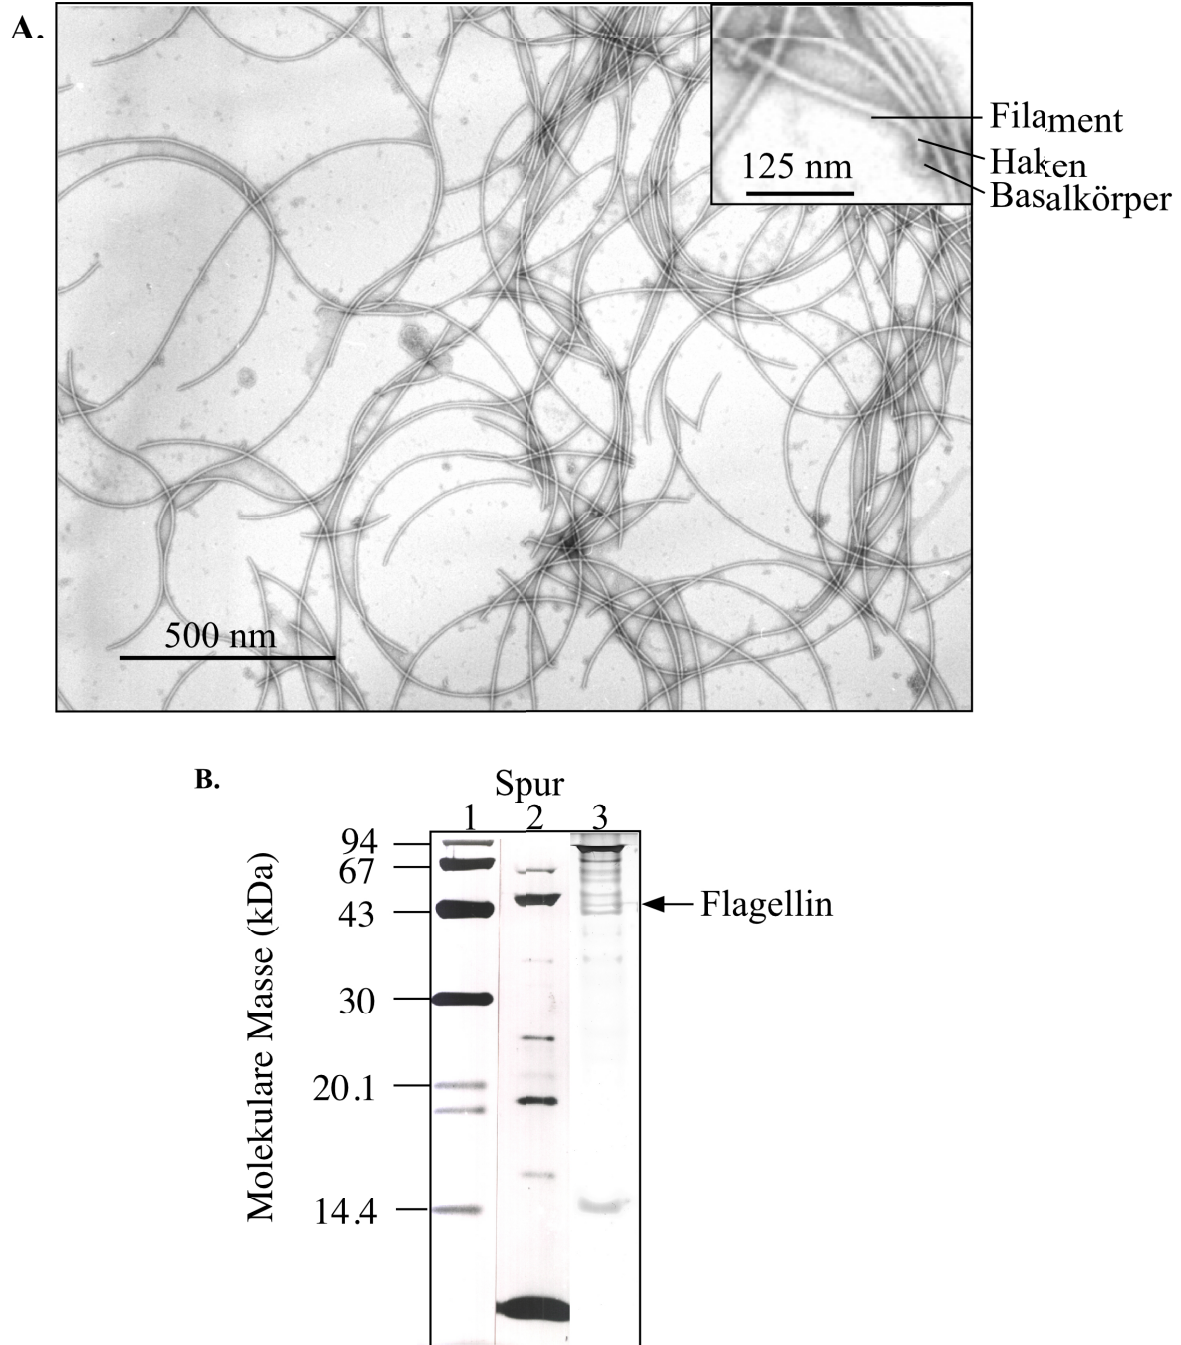 A.
Filament
Haken
Basalkörper
125 nm
500 nm
B.
Spur
1 2 3
94
67
43
30
20.1
14.4
Molekulare Masse (kDa)
Flagellin